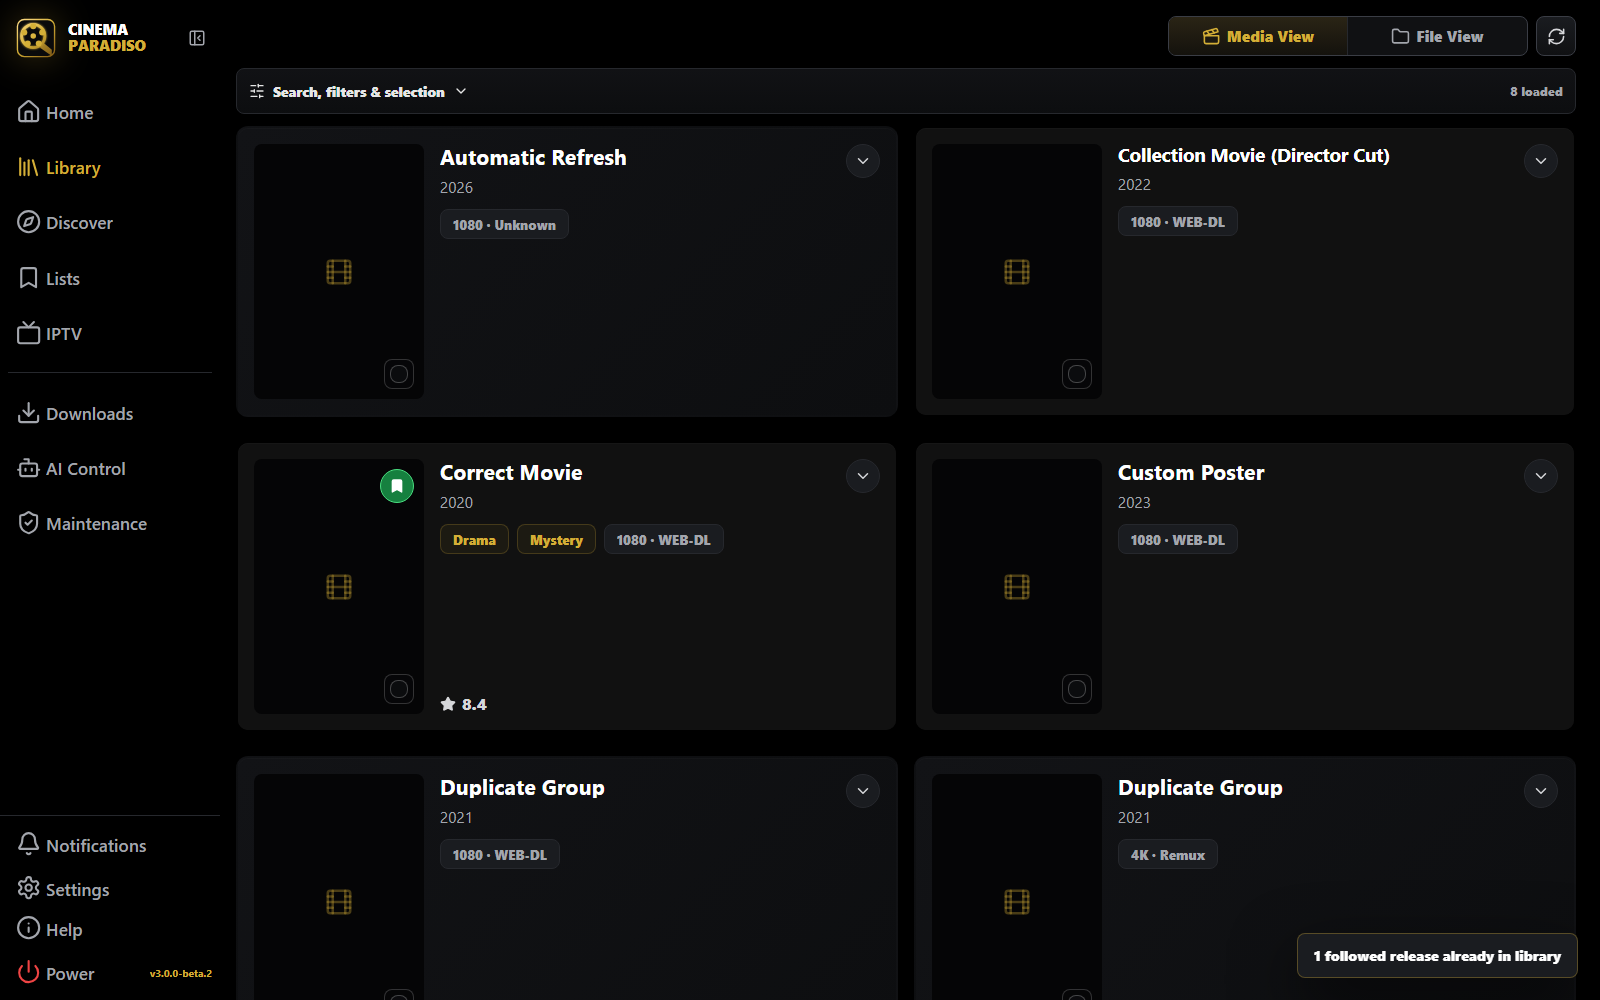 CINEMA
PARADISO
Media View
File View
Search, filters & selection
8 loaded
Home
Library
Discover
Lists
IPTV
Downloads
AI Control
Maintenance
Notifications
Settings
Help
Power
v3.0.0-beta.2
Automatic Refresh
2026
1080 · Unknown
Collection Movie (Director Cut)
2022
1080 · WEB-DL
Correct Movie
2020
Drama
Mystery
1080 · WEB-DL
8.4
Custom Poster
2023
1080 · WEB-DL
Duplicate Group
2021
1080 · WEB-DL
Duplicate Group
2021
4K · Remux
1 followed release already in library